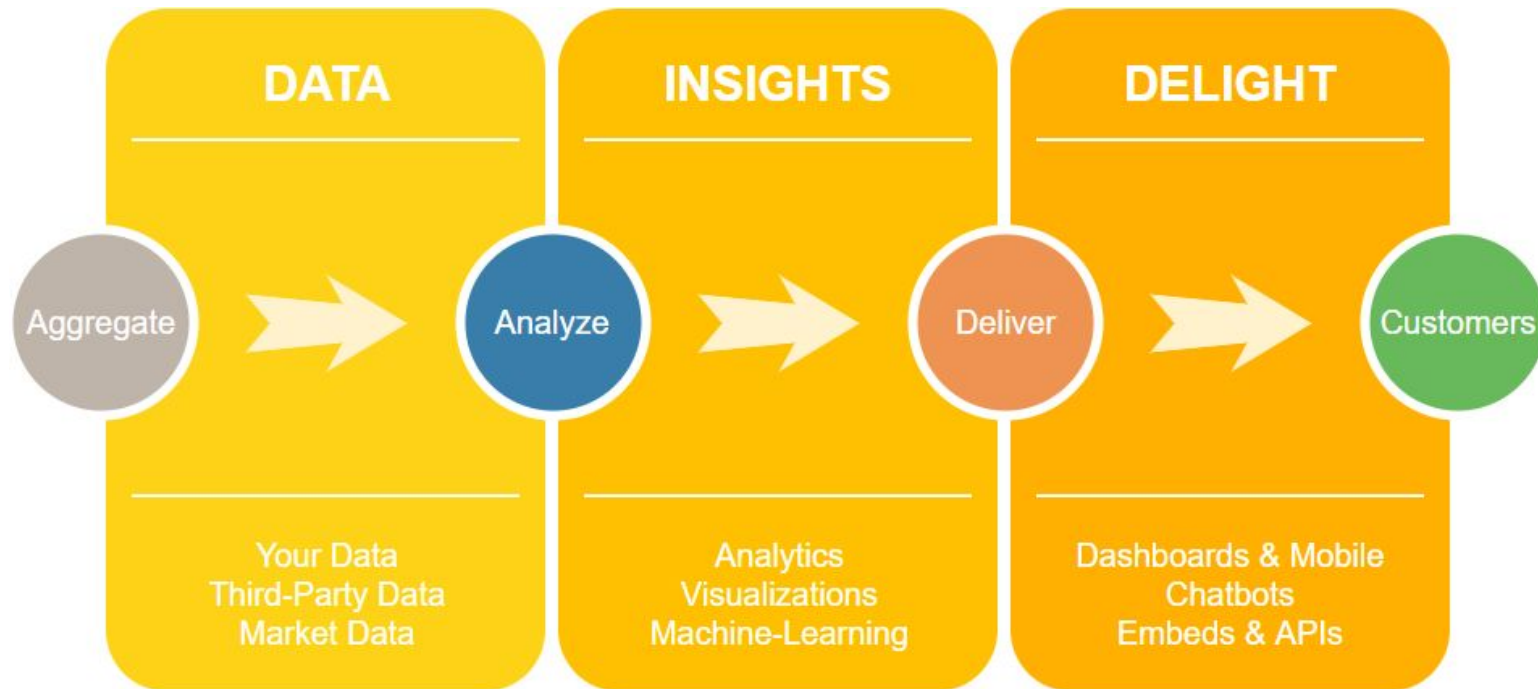 DATA
INSIGHTS
DELIGHT
Aggregate
Analyze
Deliver
Customers
Your Data
Third-Party Data
Market Data
Analytics
Visualizations
Machine-Learning
Dashboards & Mobile
Chatbots
Embeds & APIs